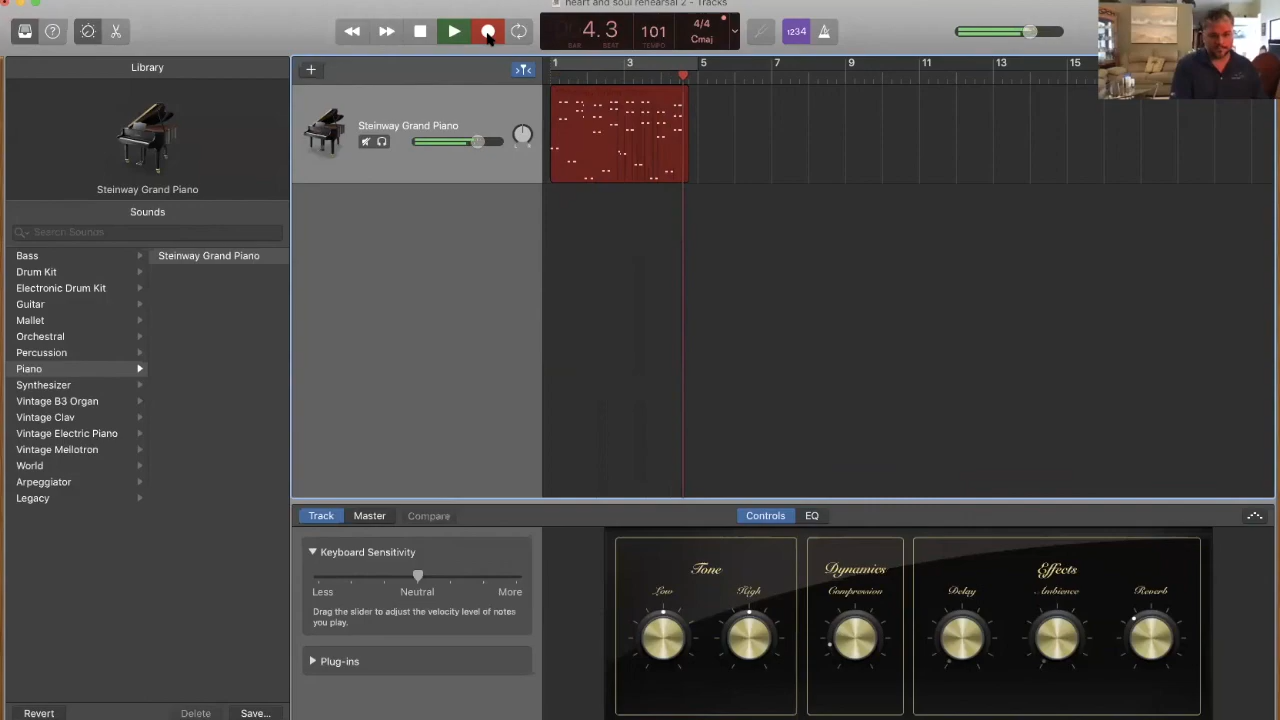 heart and soul rehearsal 2 - Tracks
4.3
BAR BEAT
101
TEMPO
4/4
Cmaj
1234
Library
1 3 5 7 9 11 13 15
Steinway Grand Piano
Steinway Grand Piano
Sounds
Search Sounds
Bass
Steinway Grand Piano
Drum Kit
Electronic Drum Kit
Guitar
Mallet
Orchestral
Percussion
Piano
Synthesizer
Vintage B3 Organ
Vintage Clav
Vintage Electric Piano
Vintage Mellotron
World
Arpeggiator
Legacy
Track Master Compare
Controls EQ
Keyboard Sensitivity
Less Neutral More
Drag the slider to adjust the velocity level of notes
you play.
Plug-ins
Tone
Low High
Dynamics
Compression
Effects
Delay Ambience Reverb
Revert Delete Save...